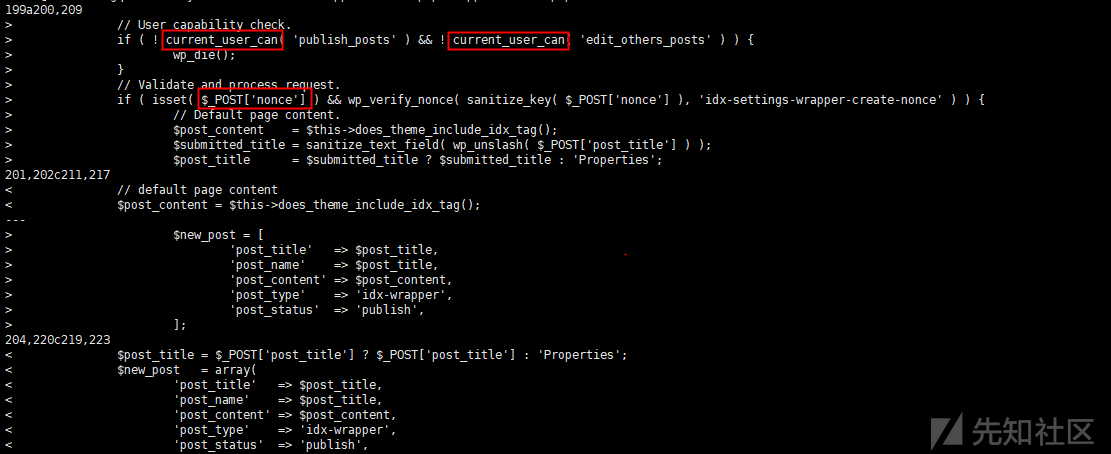 199a200,209
> // User capability check.
> if ( ! current_user_can( 'publish_posts' ) && ! current_user_can( 'edit_others_posts' ) ) {
> wp_die();
> }
> // Validate and process request.
> if ( isset( $_POST['nonce'] ) && wp_verify_nonce( sanitize_key( $_POST['nonce'] ), 'idx-settings-wrapper-create-nonce' ) ) {
> // Default page content.
> $post_content = $this->does_theme_include_idx_tag();
> $submitted_title = sanitize_text_field( wp_unslash( $_POST['post_title'] ) );
> $post_title = $submitted_title ? $submitted_title : 'Properties';
201,202c211,217
< // default page content
< $post_content = $this->does_theme_include_idx_tag();
---
> $new_post = [
> 'post_title' => $post_title,
> 'post_name' => $post_title,
> 'post_content' => $post_content,
> 'post_type' => 'idx-wrapper',
> 'post_status' => 'publish',
> ];
204,220c219,223
< $post_title = $_POST['post_title'] ? $_POST['post_title'] : 'Properties';
< $new_post = array(
< 'post_title' => $post_title,
< 'post_name' => $post_title,
< 'post_content' => $post_content,
< 'post_type' => 'idx-wrapper',
< 'post_status' => 'publish',
先知社区